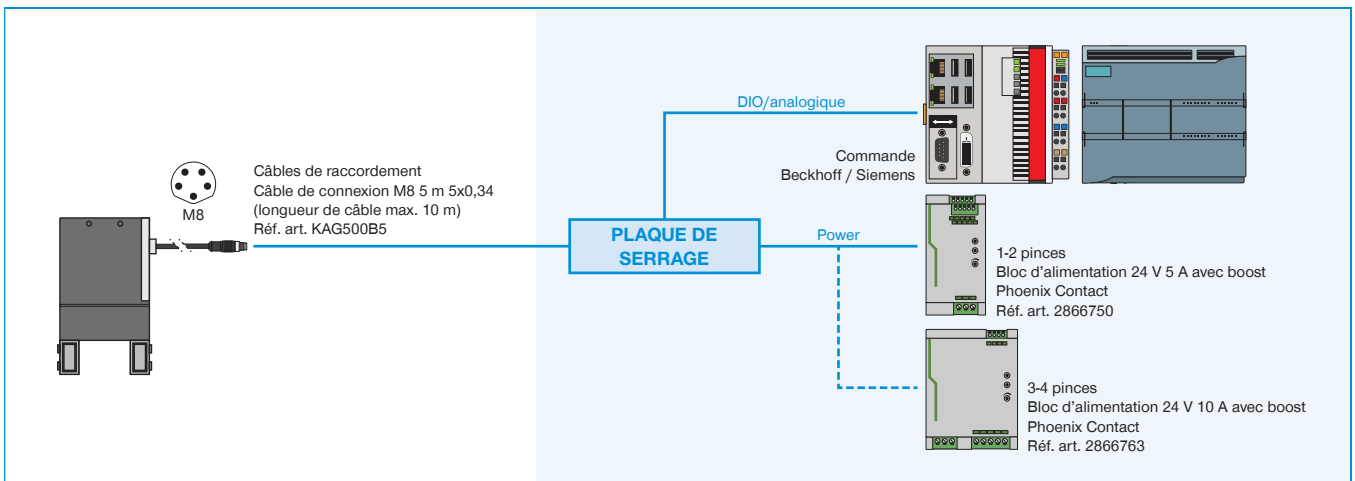 M8
Câbles de raccordement
Câble de connexion M8 5 m 5x0,34
(longueur de câble max. 10 m)
Réf. art. KAG500B5
PLAQUE DE
SERRAGE
DIO/analogique
Commande
Beckhoff / Siemens
Power
1-2 pinces
Bloc d'alimentation 24 V 5 A avec boost
Phoenix Contact
Réf. art. 2866750
3-4 pinces
Bloc d'alimentation 24 V 10 A avec boost
Phoenix Contact
Réf. art. 2866763